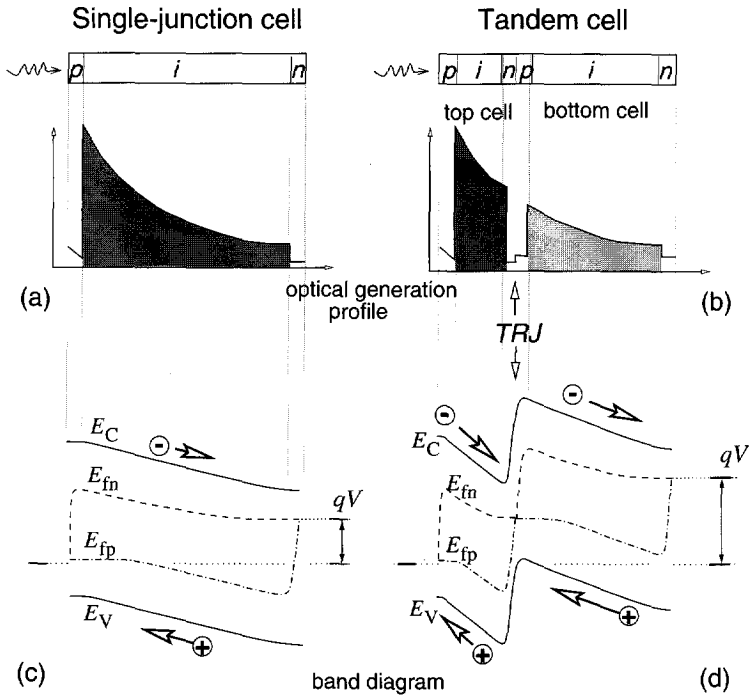 Single-junction cell
Tandem cell
p i n
p i n p i n
top cell
bottom cell
(a)
optical generation
profile
(b)
TRJ
E_C
-
E_fn
E_fp
E_V
+
qV
-
-
E_C
E_fn
E_fp
E_V
+
+
qV
(c)
band diagram
(d)